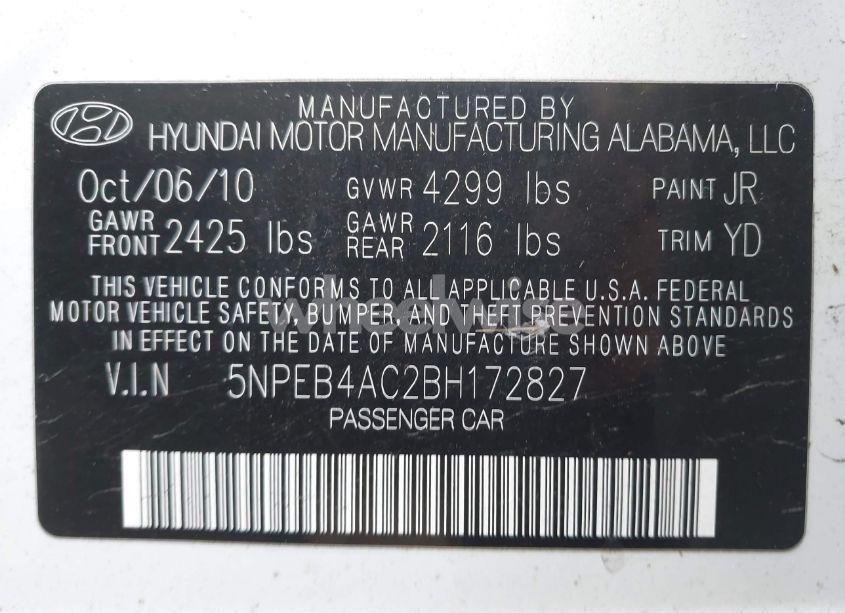 MANUFACTURED BY
HYUNDAI MOTOR MANUFACTURING ALABAMA, LLC
Oct/06/10 GVWR 4299 lbs PAINT JR
GAWR FRONT 2425 lbs GAWR REAR 2116 lbs TRIM YD
THIS VEHICLE CONFORMS TO ALL APPLICABLE U.S.A. FEDERAL
MOTOR VEHICLE SAFETY, BUMPER, AND THEFT PREVENTION STANDARDS
IN EFFECT ON THE DATE OF MANUFACTURE SHOWN ABOVE
V.I.N 5NPEB4AC2BH172827
PASSENGER CAR
wheelwise